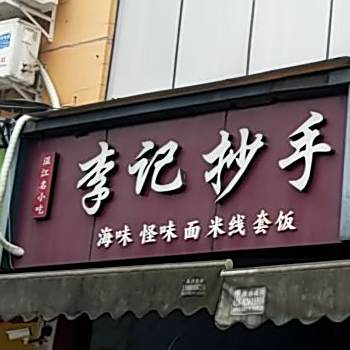 温江名小吃
李记抄手
海味 怪味面 米线 套饭